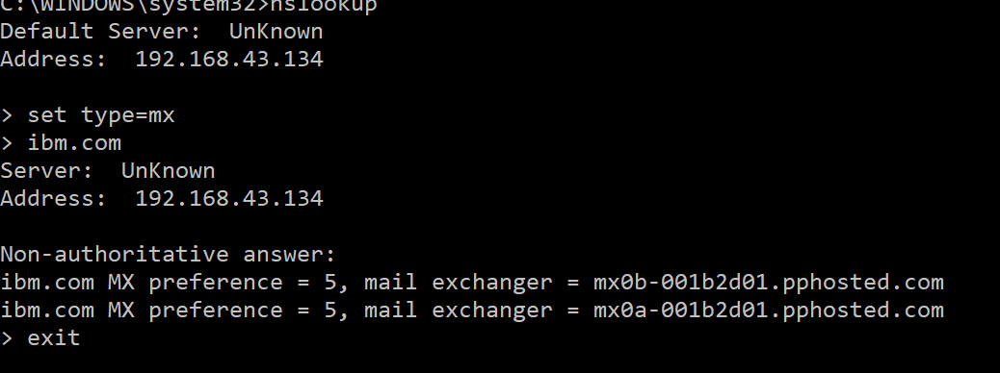 C:\WINDOWS\system32>nslookup
Default Server:  UnKnown
Address:  192.168.43.134
> set type=mx
> ibm.com
Server:  UnKnown
Address:  192.168.43.134
Non-authoritative answer:
ibm.com MX preference = 5, mail exchanger = mx0b-001b2d01.pphosted.com
ibm.com MX preference = 5, mail exchanger = mx0a-001b2d01.pphosted.com
> exit